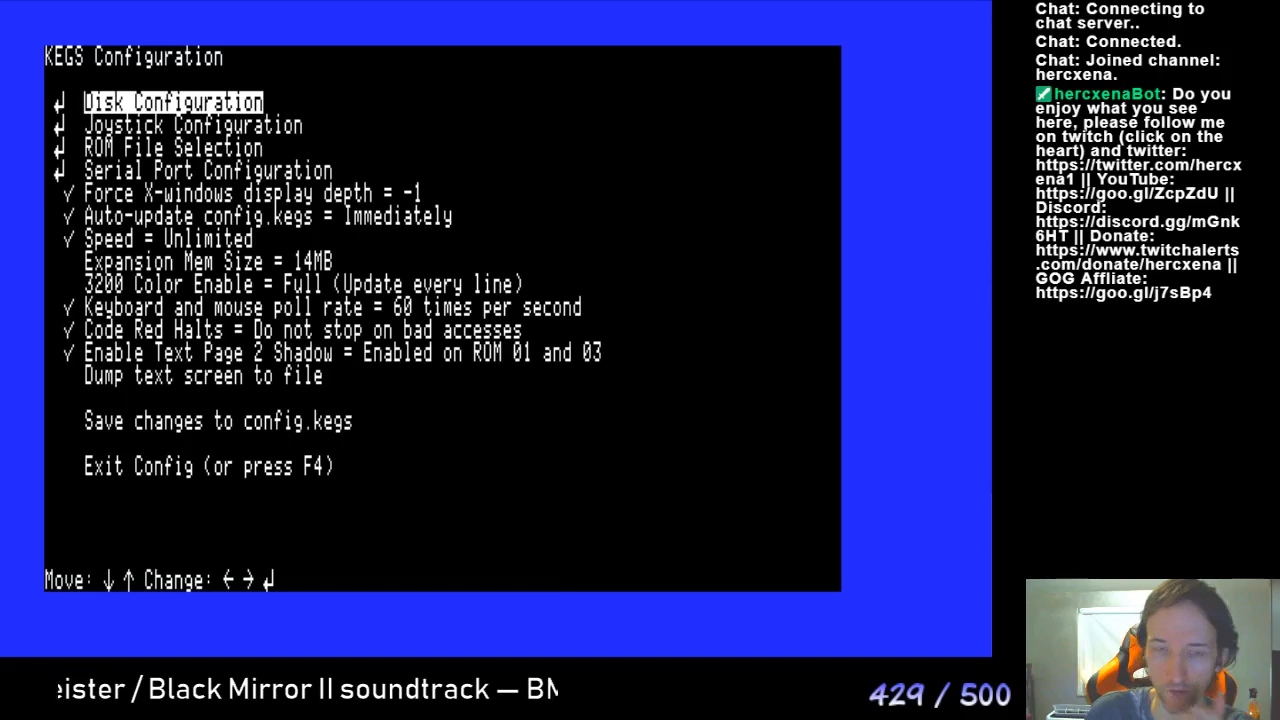 KEGS Configuration
↲ Disk Configuration
↲ Joystick Configuration
↲ ROM File Selection
↲ Serial Port Configuration
✓ Force X-windows display depth = -1
✓ Auto-update config.kegs = Immediately
✓ Speed = Unlimited
Expansion Mem Size = 14MB
3200 Color Enable = Full (Update every line)
✓ Keyboard and mouse poll rate = 60 times per second
✓ Code Red Halts = Do not stop on bad accesses
✓ Enable Text Page 2 Shadow = Enabled on ROM 01 and 03
Dump text screen to file
Save changes to config.kegs
Exit Config (or press F4)
Move: ↓ ↑ Change: ← → ↲
Chat: Connecting to
chat server..
Chat: Connected.
Chat: Joined channel:
hercxena.
hercxenaBot: Do you
enjoy what you see
here, please follow me
on twitch (click on the
heart) and twitter:
https://twitter.com/hercx
ena1 || YouTube:
https://goo.gl/ZcpZdU ||
Discord:
https://discord.gg/mGnk
6HT || Donate:
https://www.twitchalerts
.com/donate/hercxena ||
GOG Affliate:
https://goo.gl/j7sBp4
eister / Black Mirror II soundtrack — BM
429 / 500